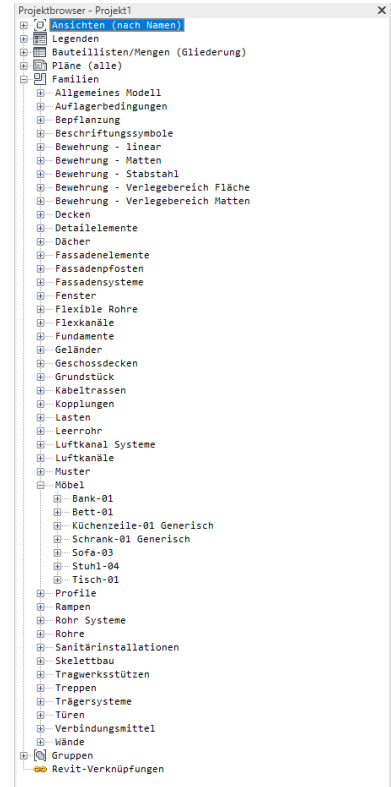 Projektbrowser - Projekt1
Ansichten (nach Namen)
Legenden
Bauteillisten/Mengen (Gliederung)
Pläne (alle)
Familien
Allgemeines Modell
Auflagerbedingungen
Bepflanzung
Beschriftungssymbole
Bewehrung - linear
Bewehrung - Matten
Bewehrung - Stabstahl
Bewehrung - Verlegebereich Fläche
Bewehrung - Verlegebereich Matten
Decken
Detailelemente
Dächer
Fassadenelemente
Fassadenpfosten
Fassadensysteme
Fenster
Flexible Rohre
Flexkanäle
Fundamente
Geländer
Geschossdecken
Grundstück
Kabeltrassen
Kopplungen
Lasten
Leerrohr
Luftkanal Systeme
Luftkanäle
Muster
Möbel
Bank-01
Bett-01
Küchenzeile-01 Generisch
Schrank-01 Generisch
Sofa-03
Stuhl-04
Tisch-01
Profile
Rampen
Rohr Systeme
Rohre
Sanitärinstallationen
Skelettbau
Tragwerksstützen
Treppen
Trägersysteme
Türen
Verbindungsmittel
Wände
Gruppen
Revit-Verknüpfungen